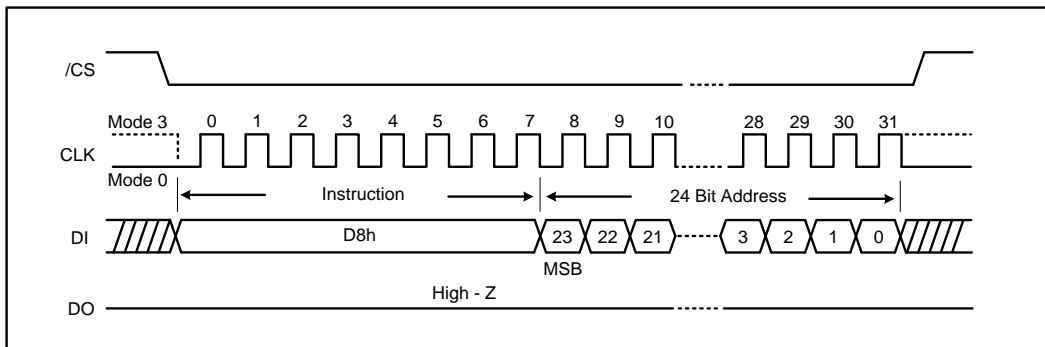 /CS
Mode 3 0 1 2 3 4 5 6 7 8 9 10 28 29 30 31
CLK
Mode 0
Instruction 24 Bit Address
DI D8h 23 22 21 3 2 1 0
MSB
High - Z
DO